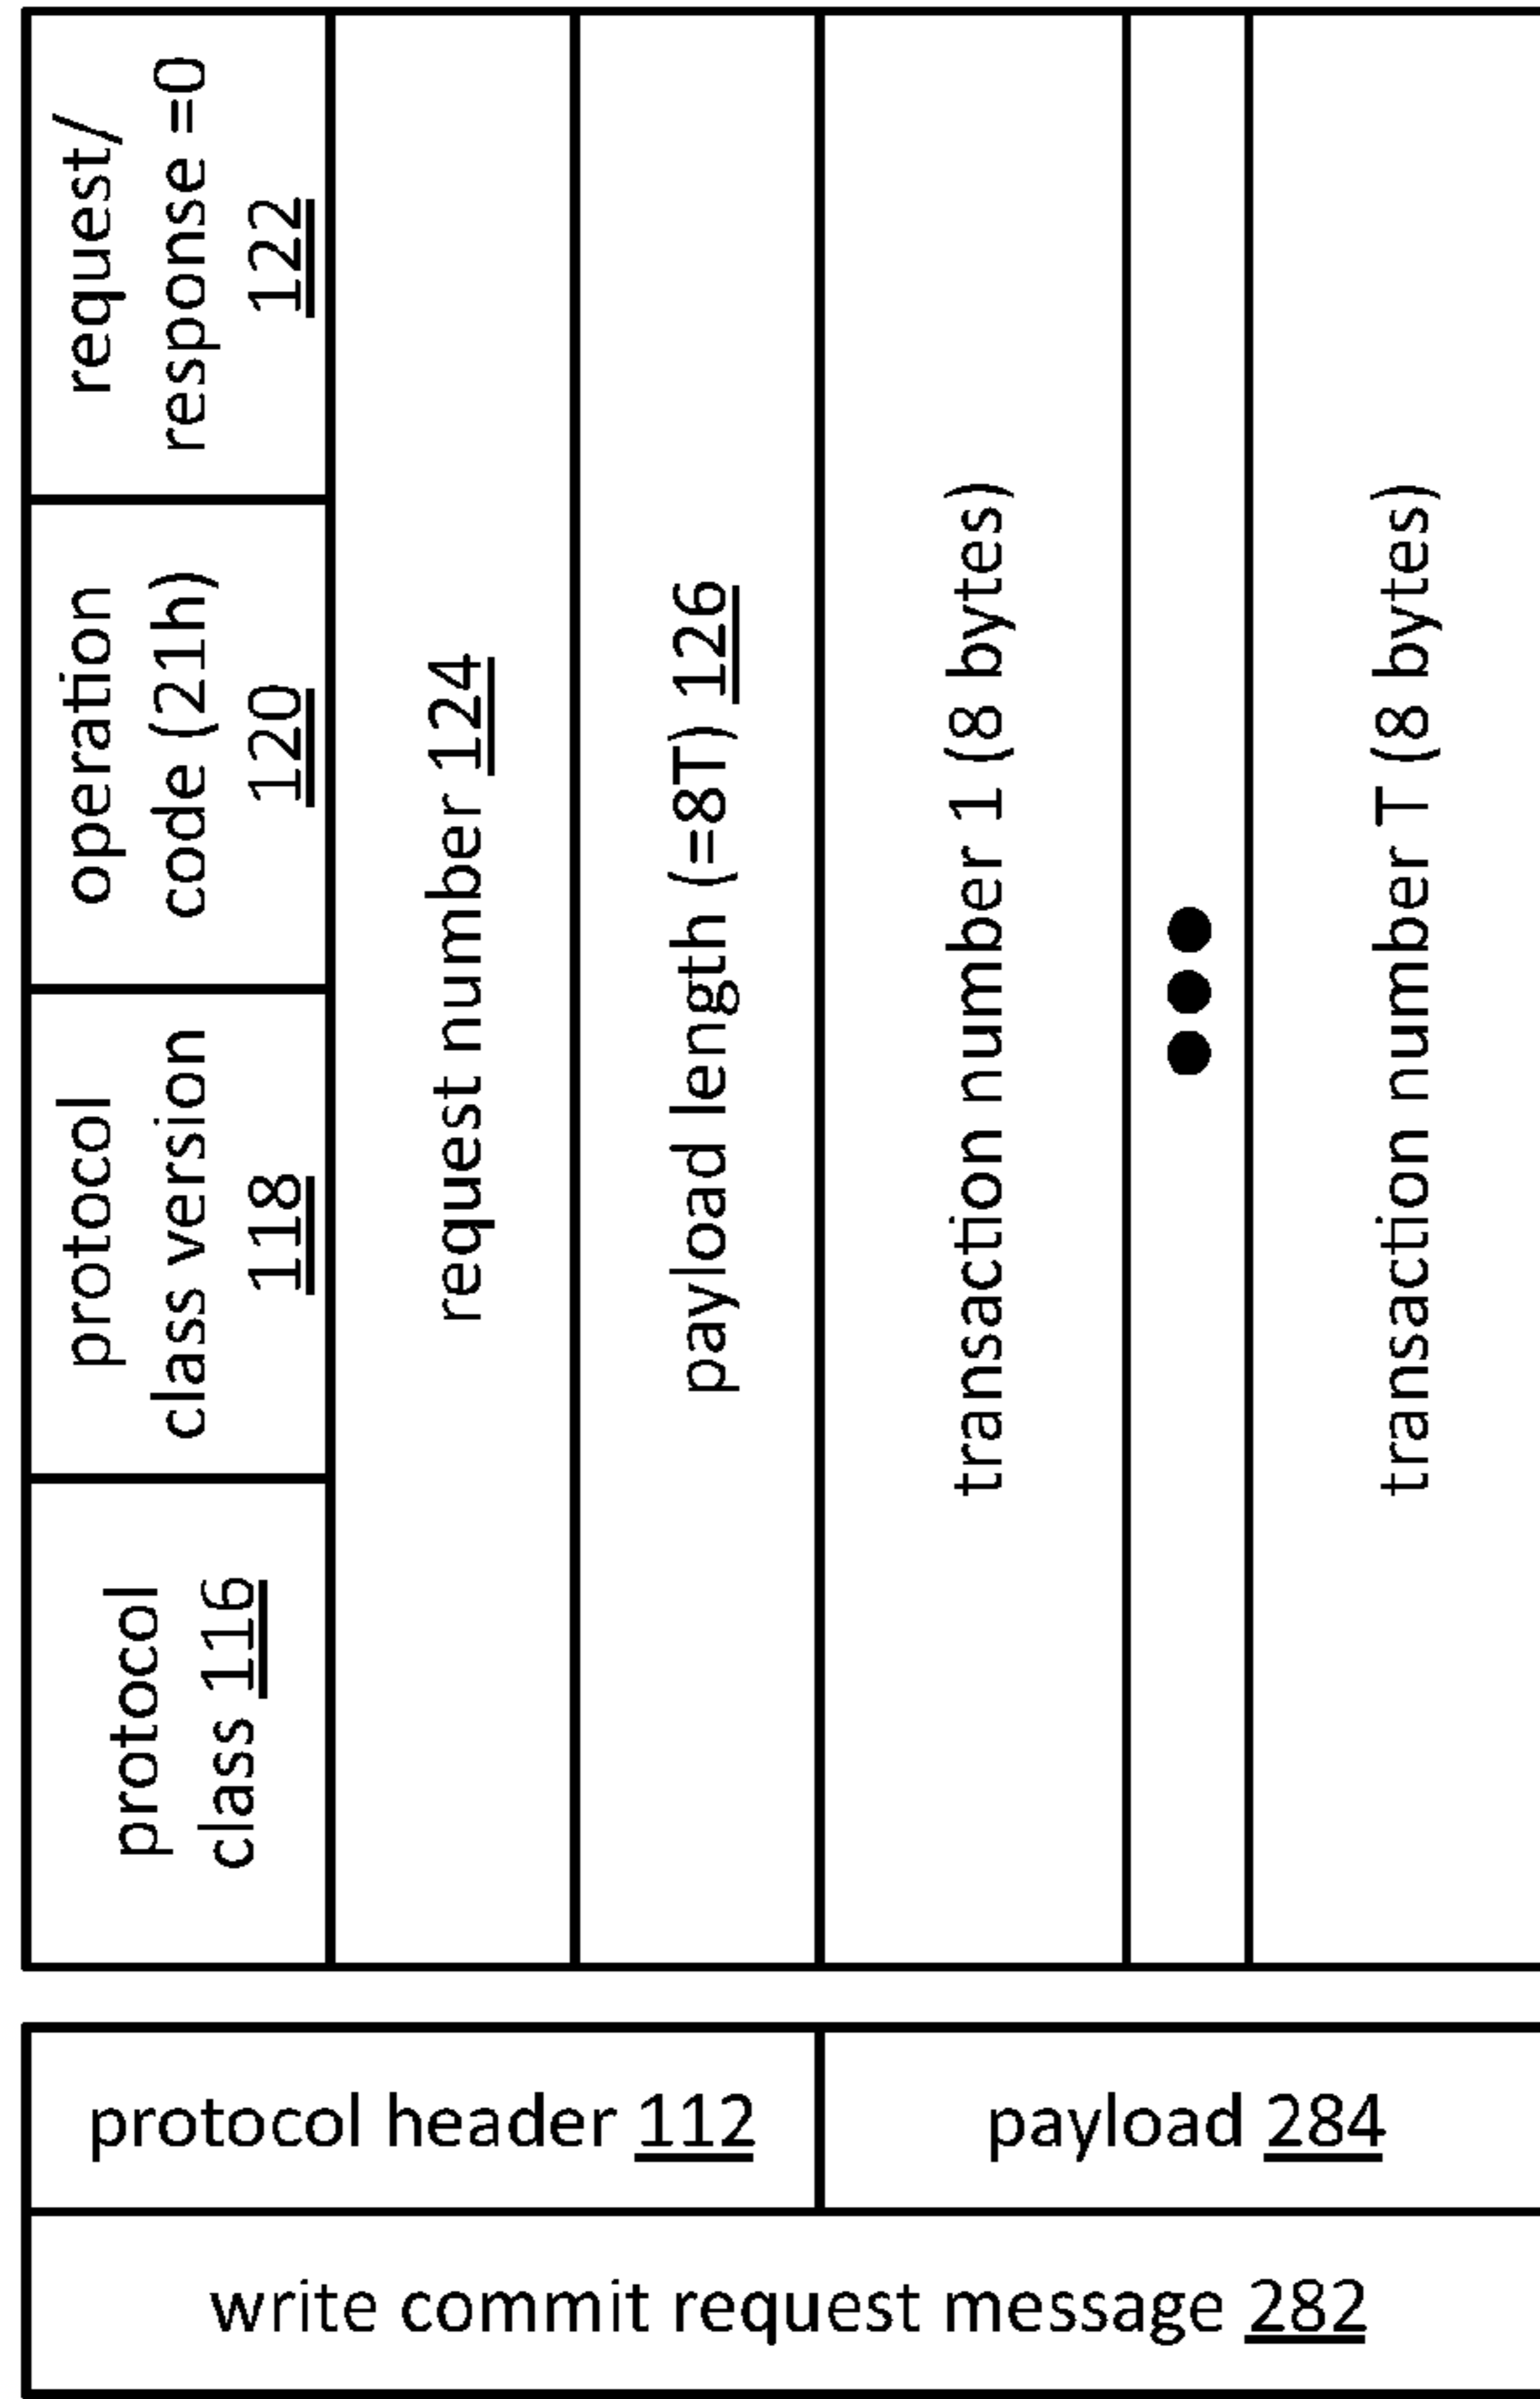 write commit request message 282
protocol header 112
payload 284
protocol
class 116
protocol
class version
118
operation
code (21h)
120
request/
response =0
122
request number 124
payload length (=8T) 126
transaction number 1 (8 bytes)
●●●
transaction number T (8 bytes)